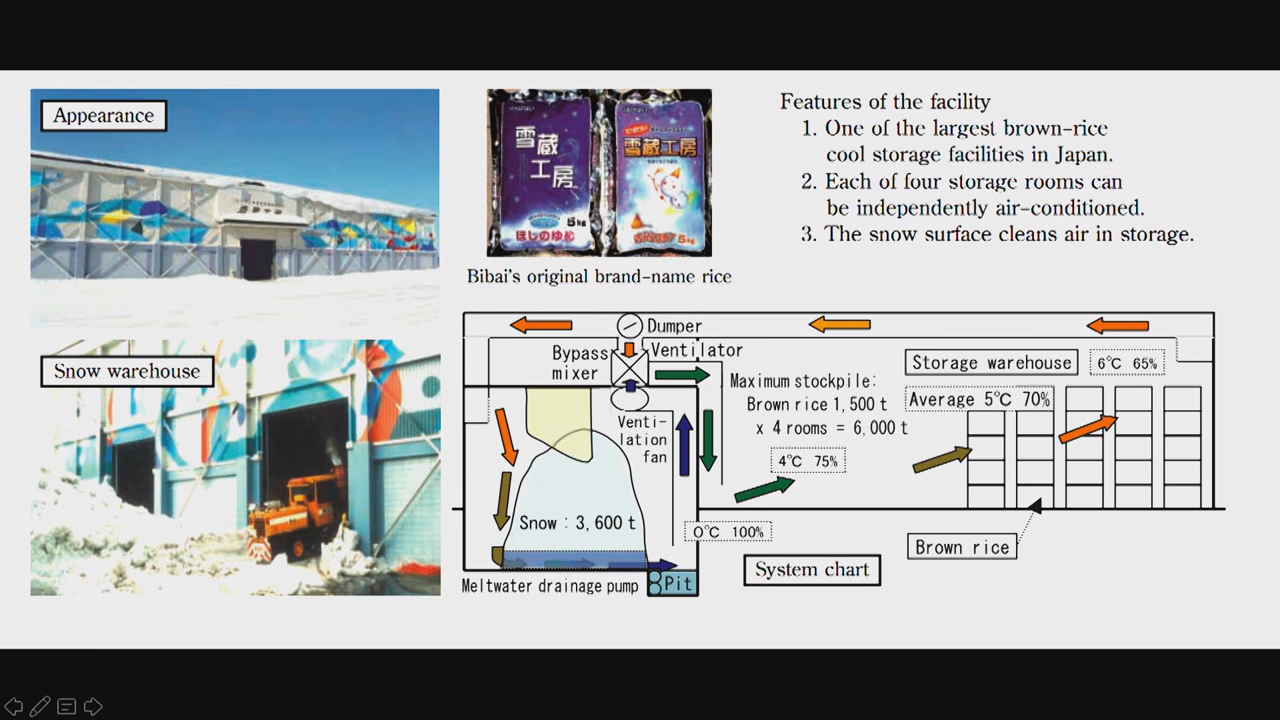 Appearance
雪蔵工房
5kg
ほしのゆめ
雪蔵工房
5kg
Bibai's original brand-name rice
Features of the facility
1. One of the largest brown-rice
cool storage facilities in Japan.
2. Each of four storage rooms can
be independently air-conditioned.
3. The snow surface cleans air in storage.
Snow warehouse
Dumper
Bypass
mixer
Ventilator
Storage warehouse
6℃ 65%
Maximum stockpile:
Brown rice 1,500 t
x 4 rooms = 6,000 t
Average 5℃ 70%
Venti-
lation
fan
4℃ 75%
Snow : 3,600 t
0℃ 100%
Brown rice
System chart
Meltwater drainage pump
Pit